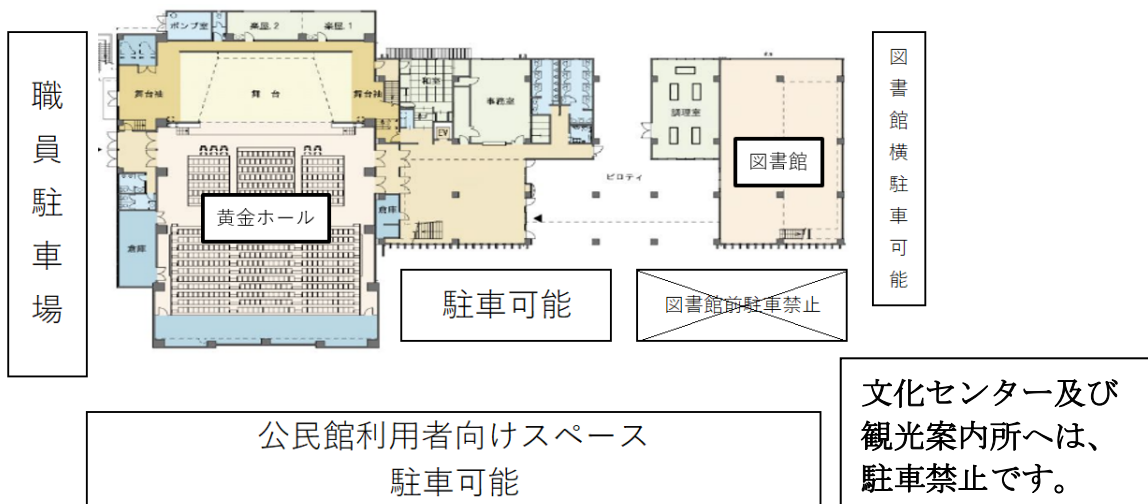 ポンプ室
楽屋.2
楽屋.1
職員駐車場
舞台袖
舞台
舞台袖
和室
事務室
EV
調理室
図書館
図書館横駐車可能
ピロティ
黄金ホール
倉庫
倉庫
駐車可能
図書館前駐車禁止
公民館利用者向けスペース
駐車可能
文化センター及び
観光案内所へは、
駐車禁止です。